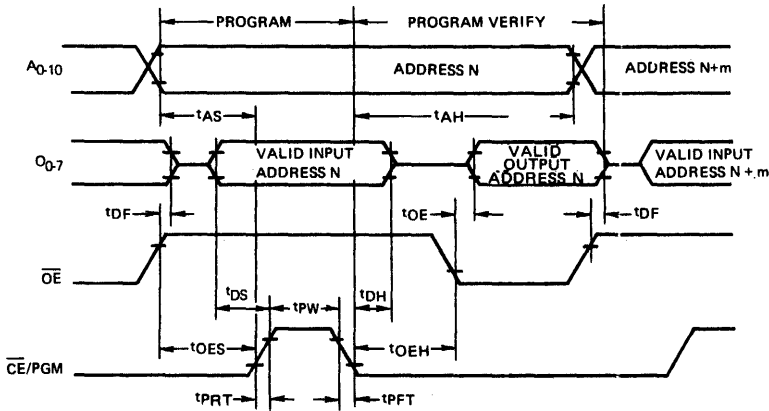 PROGRAM
PROGRAM VERIFY
A0-10
ADDRESS N
ADDRESS N+m
tAS
tAH
O0-7
VALID INPUT
ADDRESS N
VALID
OUTPUT
ADDRESS N
VALID INPUT
ADDRESS N + m
tDF
tOE
tDF
OE
tDS
tPW
tDH
tOES
tOEH
CE/PGM
tPRT
tPFT